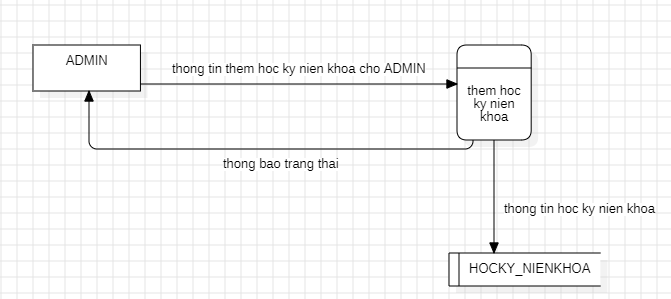 ADMIN
thong tin them hoc ky nien khoa cho ADMIN
them hoc
ky nien
khoa
thong bao trang thai
thong tin hoc ky nien khoa
HOCKY_NIENKHOA